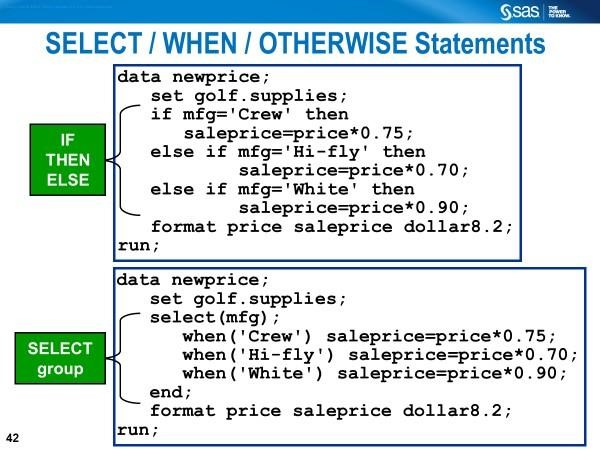 sas THE POWER TO KNOW.
SELECT / WHEN / OTHERWISE Statements
IF
THEN
ELSE
data newprice;
   set golf.supplies;
   if mfg='Crew' then
      saleprice=price*0.75;
   else if mfg='Hi-fly' then
           saleprice=price*0.70;
   else if mfg='White' then
           saleprice=price*0.90;
   format price saleprice dollar8.2;
run;
SELECT
group
data newprice;
   set golf.supplies;
   select(mfg);
      when('Crew') saleprice=price*0.75;
      when('Hi-fly') saleprice=price*0.70;
      when('White') saleprice=price*0.90;
   end;
   format price saleprice dollar8.2;
run;
42